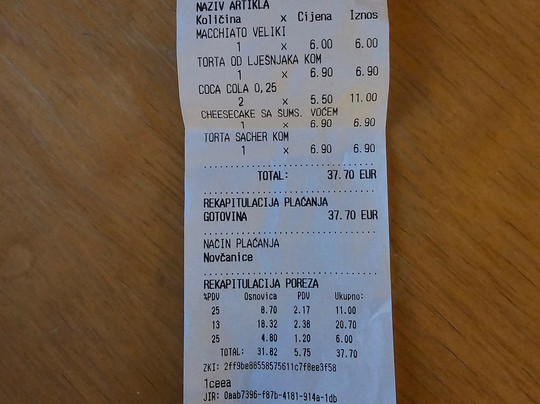 NAZIV ARTIKLA
Količina x Cijena Iznos
MACCHIATO VELIKI
1 x 6.00 6.00
TORTA OD LJEŠNJAKA KOM
1 x 6.90 6.90
COCA COLA 0,25
2 x 5.50 11.00
CHEESECAKE SA SUMS. VOĆEM
1 x 6.90 6.90
TORTA SACHER KOM
1 x 6.90 6.90
TOTAL: 37.70 EUR
REKAPITULACIJA PLAĆANJA
GOTOVINA 37.70 EUR
NAČIN PLAĆANJA
Novčanice
REKAPITULACIJA POREZA
%PDV Osnovica PDV Ukupno:
25 8.70 2.17 11.00
13 18.32 2.38 20.70
25 4.80 1.20 6.00
TOTAL: 31.82 5.75 37.70
ZKI: 2ff9be88558575611c7f8ee3f58
1ceea
JIR: 0aab7396-f87b-4181-914a-1db